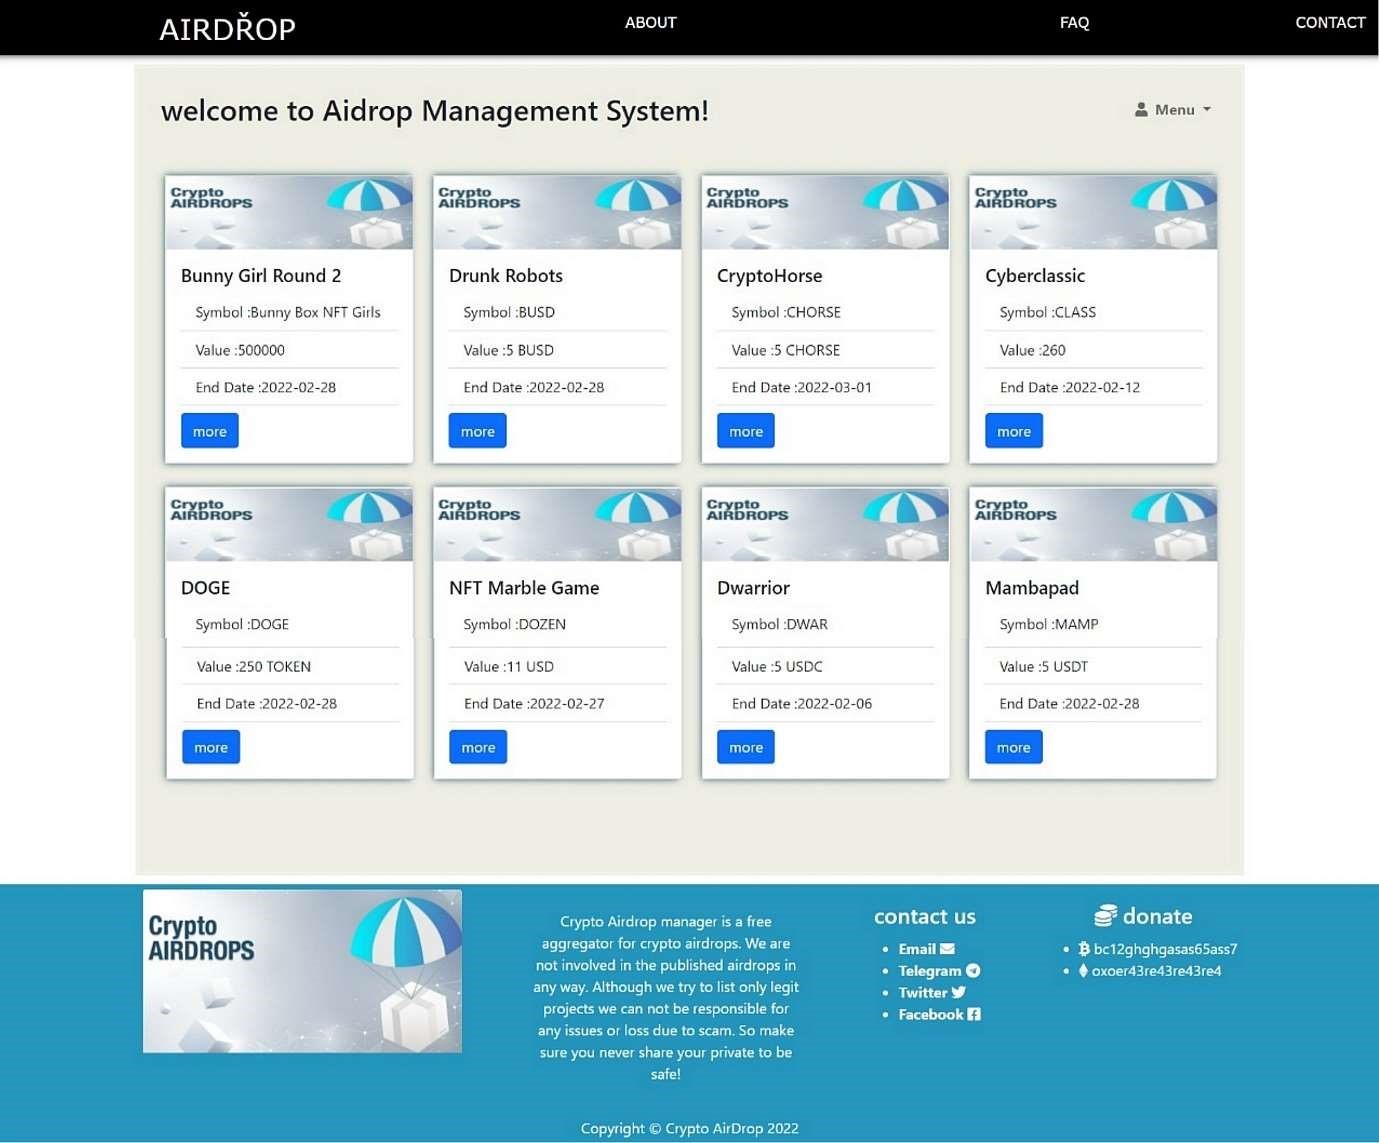 AIRDŘOP
ABOUT
FAQ
CONTACT
welcome to Aidrop Management System!
Menu
Crypto
AIRDROPS
Crypto
AIRDROPS
Crypto
AIRDROPS
Crypto
AIRDROPS
Bunny Girl Round 2
Symbol :Bunny Box NFT Girls
Value :500000
End Date :2022-02-28
more
Drunk Robots
Symbol :BUSD
Value :5 BUSD
End Date :2022-02-28
more
CryptoHorse
Symbol :CHORSE
Value :5 CHORSE
End Date :2022-03-01
more
Cyberclassic
Symbol :CLASS
Value :260
End Date :2022-02-12
more
Crypto
AIRDROPS
Crypto
AIRDROPS
Crypto
AIRDROPS
Crypto
AIRDROPS
DOGE
Symbol :DOGE
Value :250 TOKEN
End Date :2022-02-28
more
NFT Marble Game
Symbol :DOZEN
Value :11 USD
End Date :2022-02-27
more
Dwarrior
Symbol :DWAR
Value :5 USDC
End Date :2022-02-06
more
Mambapad
Symbol :MAMP
Value :5 USDT
End Date :2022-02-28
more
Crypto
AIRDROPS
Crypto Airdrop manager is a free
aggregator for crypto airdrops. We are
not involved in the published airdrops in
any way. Although we try to list only legit
projects we can not be responsible for
any issues or loss due to scam. So make
sure you never share your private to be
safe!
contact us
Email
Telegram
Twitter
Facebook
donate
bc12ghghgasas65ass7
oxoer43re43re43re4
Copyright © Crypto AirDrop 2022